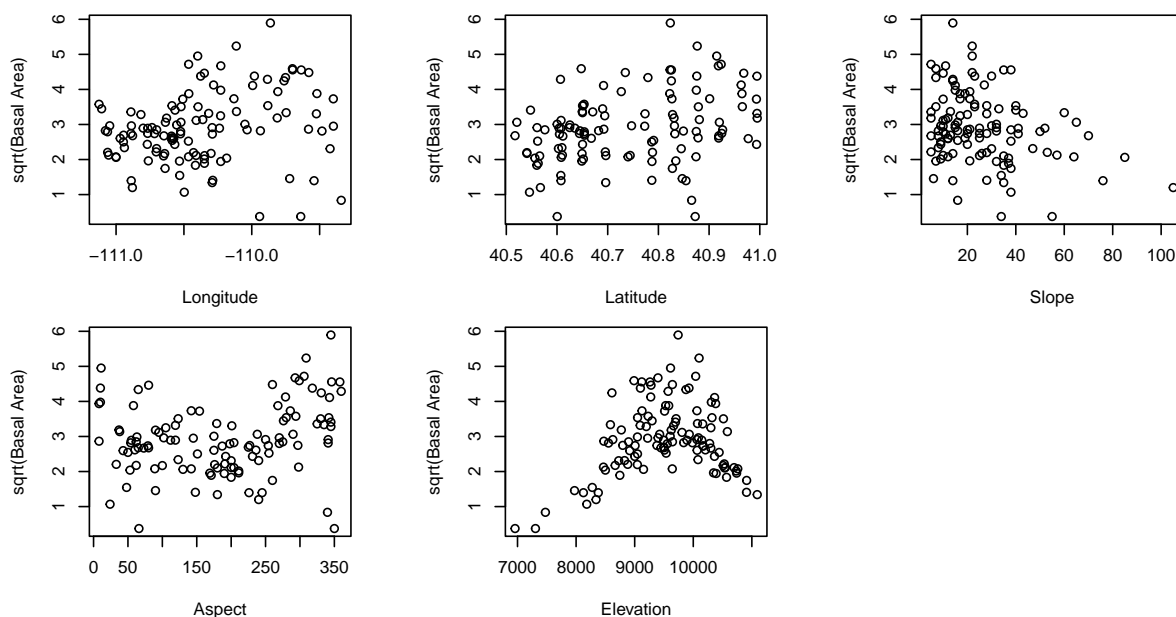 sqrt(Basal Area)
1 2 3 4 5 6
−111.0 −110.0
Longitude
sqrt(Basal Area)
1 2 3 4 5 6
40.5 40.6 40.7 40.8 40.9 41.0
Latitude
sqrt(Basal Area)
1 2 3 4 5 6
20 40 60 80 100
Slope
sqrt(Basal Area)
1 2 3 4 5 6
0 50 150 250 350
Aspect
sqrt(Basal Area)
1 2 3 4 5 6
7000 8000 9000 10000
Elevation